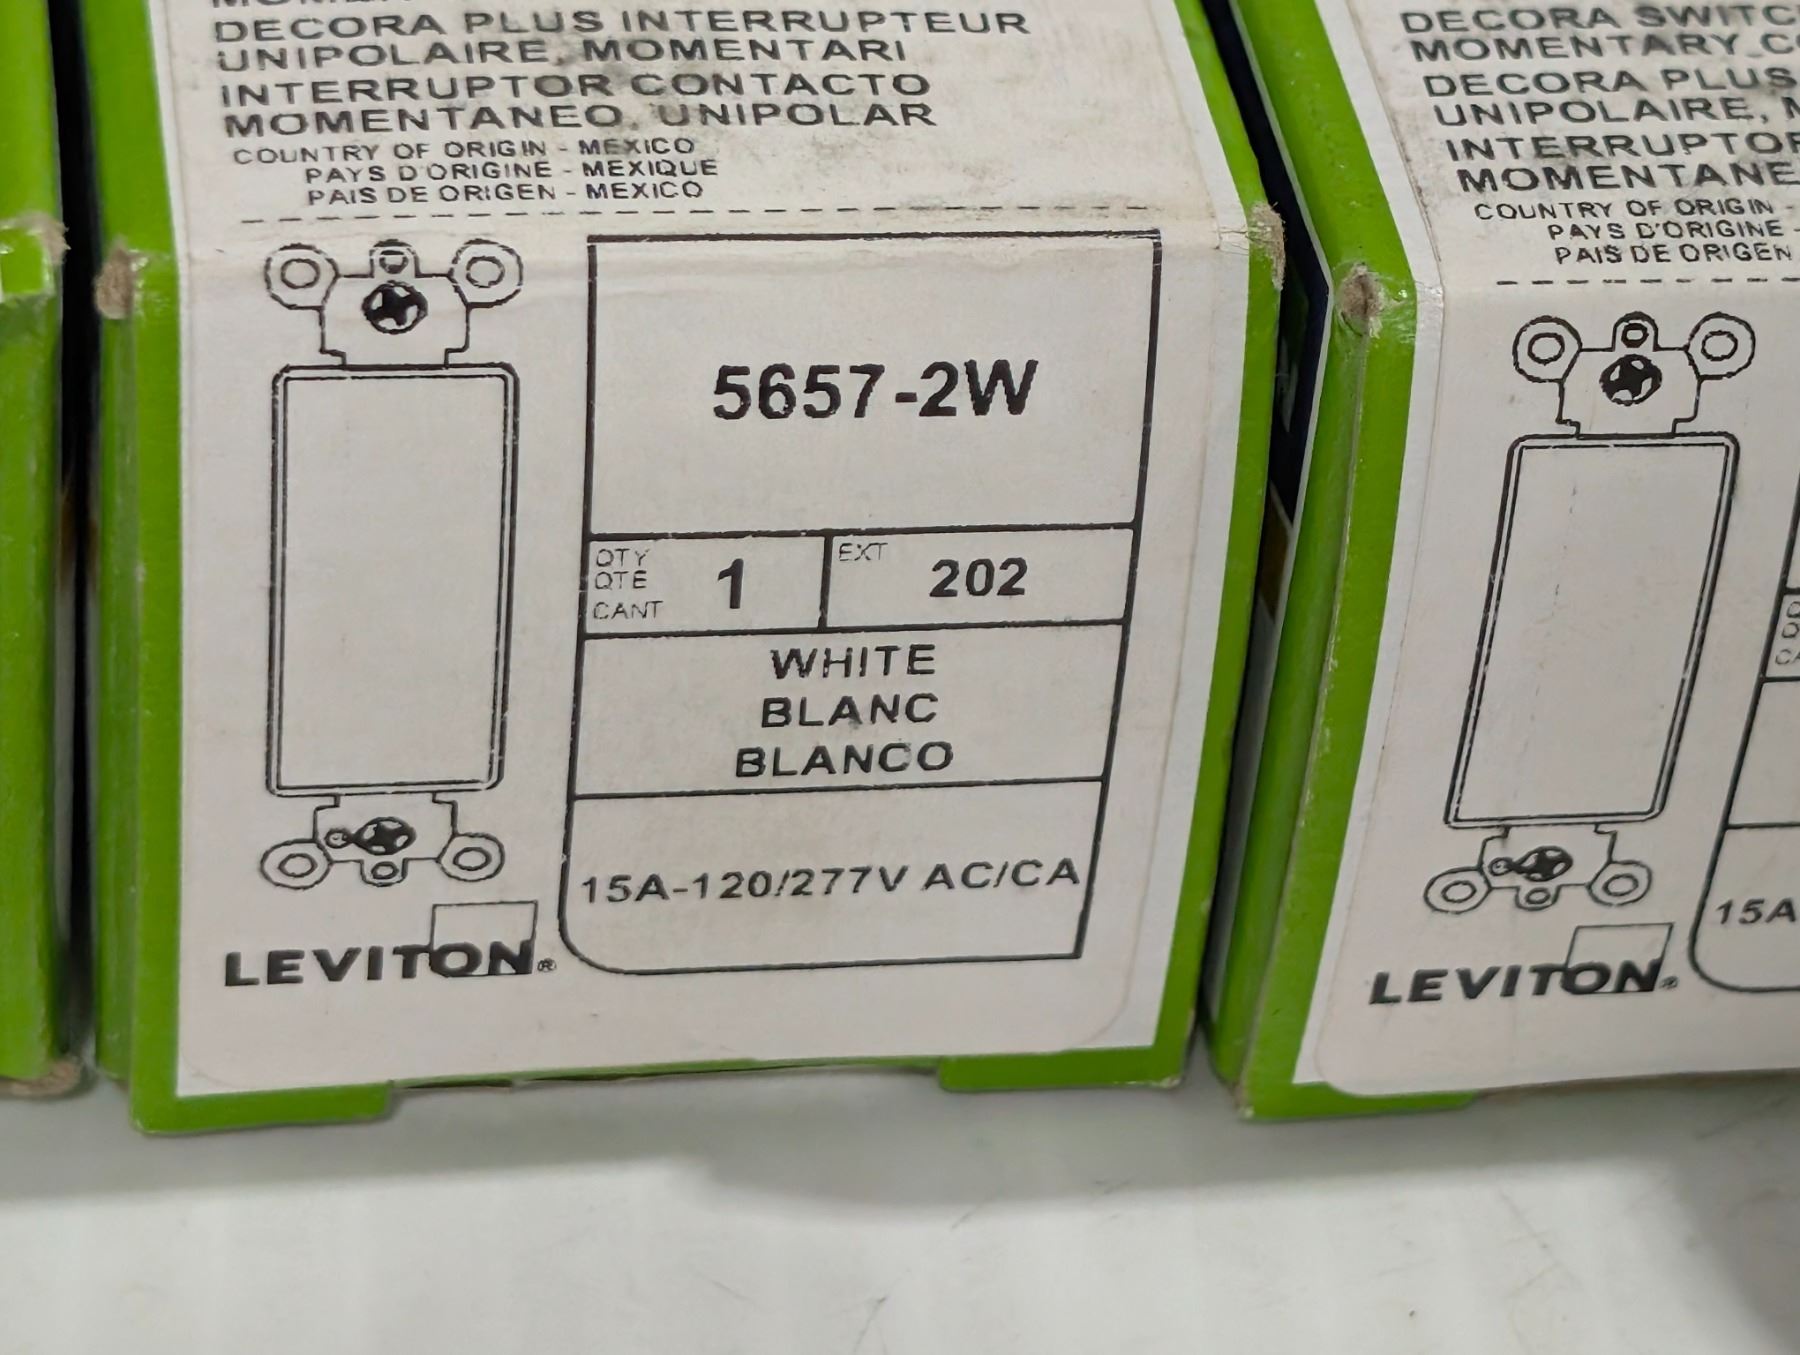 DECORA PLUS INTERRUPTEUR
UNIPOLAIRE, MOMENTARI
INTERRUPTOR CONTACTO
MOMENTANEO, UNIPOLAR
COUNTRY OF ORIGIN - MEXICO
PAYS D'ORIGINE - MEXIQUE
PAIS DE ORIGEN - MEXICO
5657-2W
QTY
QTE
CANT
1
EXT
202
WHITE
BLANC
BLANCO
15A-120/277V AC/CA
LEVITON®
DECORA SWITC
MOMENTARY CO
DECORA PLUS
UNIPOLAIRE, M
INTERRUPTOR
MOMENTANE
COUNTRY OF ORIGIN -
PAYS D'ORIGINE -
PAIS DE ORIGEN
15A
LEVITON®